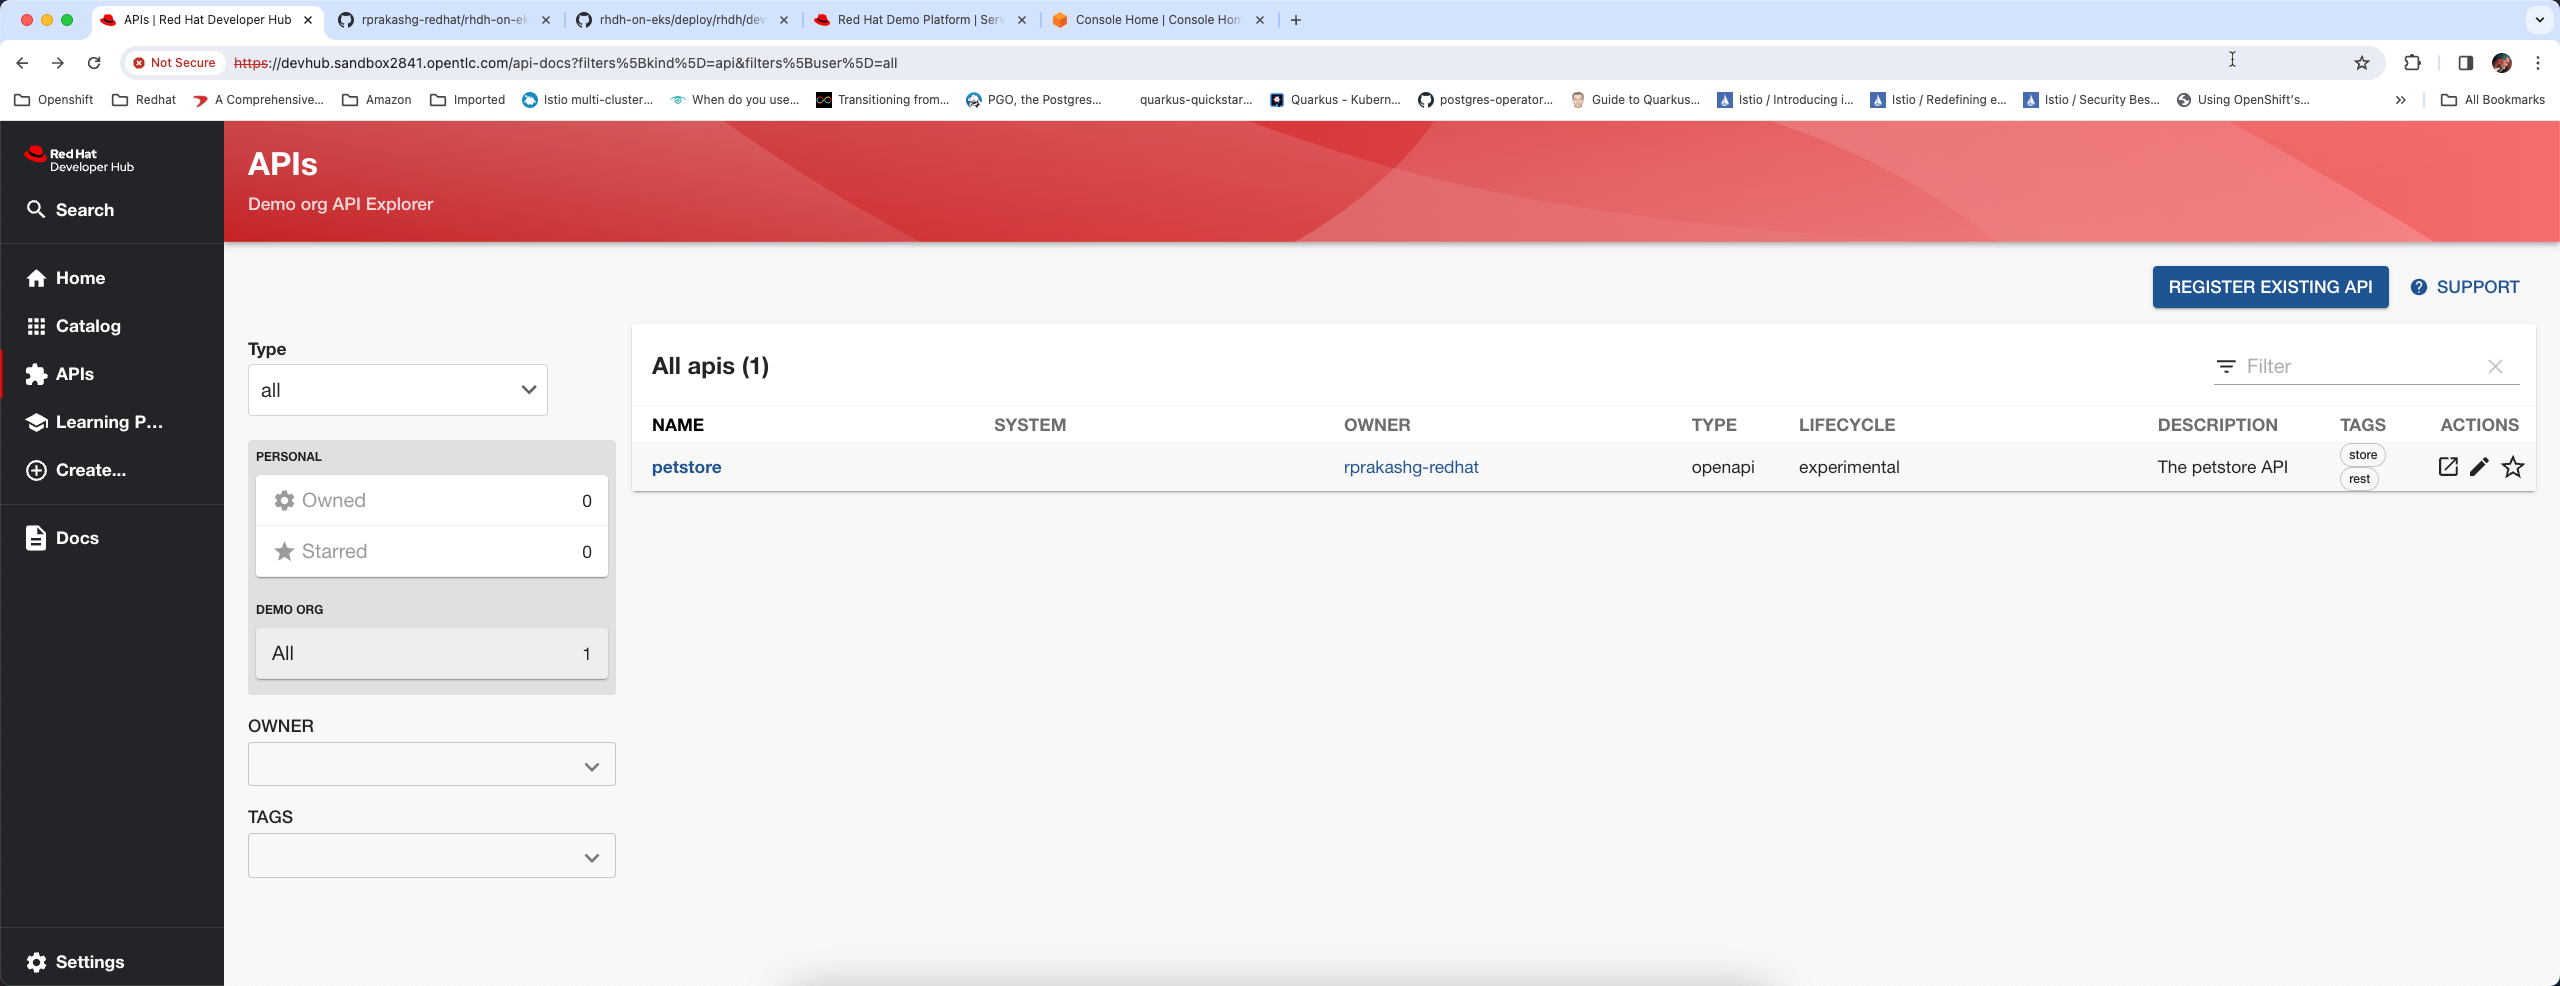 APIs | Red Hat Developer Hub
rprakashg-redhat/rhdh-on-ek
rhdh-on-eks/deploy/rhdh/dev
Red Hat Demo Platform | Serv
Console Home | Console Hom
Not Secure https://devhub.sandbox2841.opentlc.com/api-docs?filters%5Bkind%5D=api&filters%5Buser%5D=all
Openshift
Redhat
A Comprehensive...
Amazon
Imported
Istio multi-cluster...
When do you use...
Transitioning from...
PGO, the Postgres...
quarkus-quickstar...
Quarkus - Kubern...
postgres-operator...
Guide to Quarkus...
Istio / Introducing i...
Istio / Redefining e...
Istio / Security Bes...
Using OpenShift's...
All Bookmarks
Red Hat
Developer Hub
Search
Home
Catalog
APIs
Learning P...
Create...
Docs
Settings
APIs
Demo org API Explorer
REGISTER EXISTING API
SUPPORT
Type
all
PERSONAL
Owned 0
Starred 0
DEMO ORG
All 1
OWNER
TAGS
All apis (1)
Filter
NAME SYSTEM OWNER TYPE LIFECYCLE DESCRIPTION TAGS ACTIONS
petstore rprakashg-redhat openapi experimental The petstore API store
rest